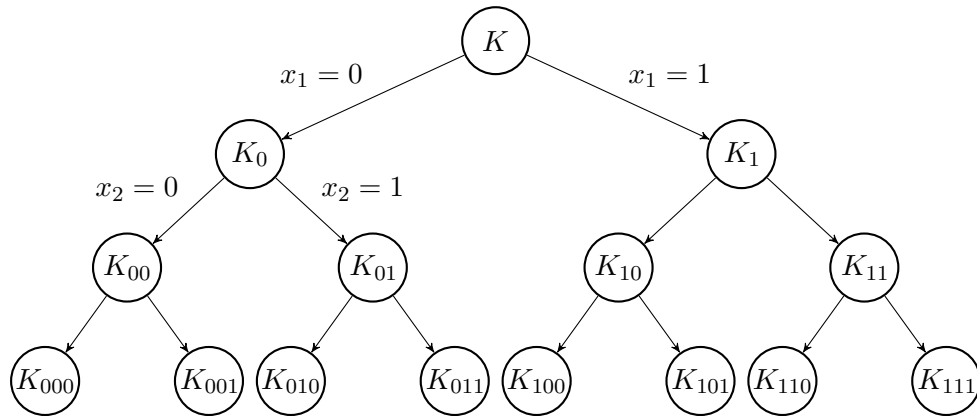 K
x₁ = 0
x₁ = 1
K₀
K₁
x₂ = 0
x₂ = 1
K₀₀
K₀₁
K₁₀
K₁₁
K₀₀₀
K₀₀₁
K₀₁₀
K₀₁₁
K₁₀₀
K₁₀₁
K₁₁₀
K₁₁₁